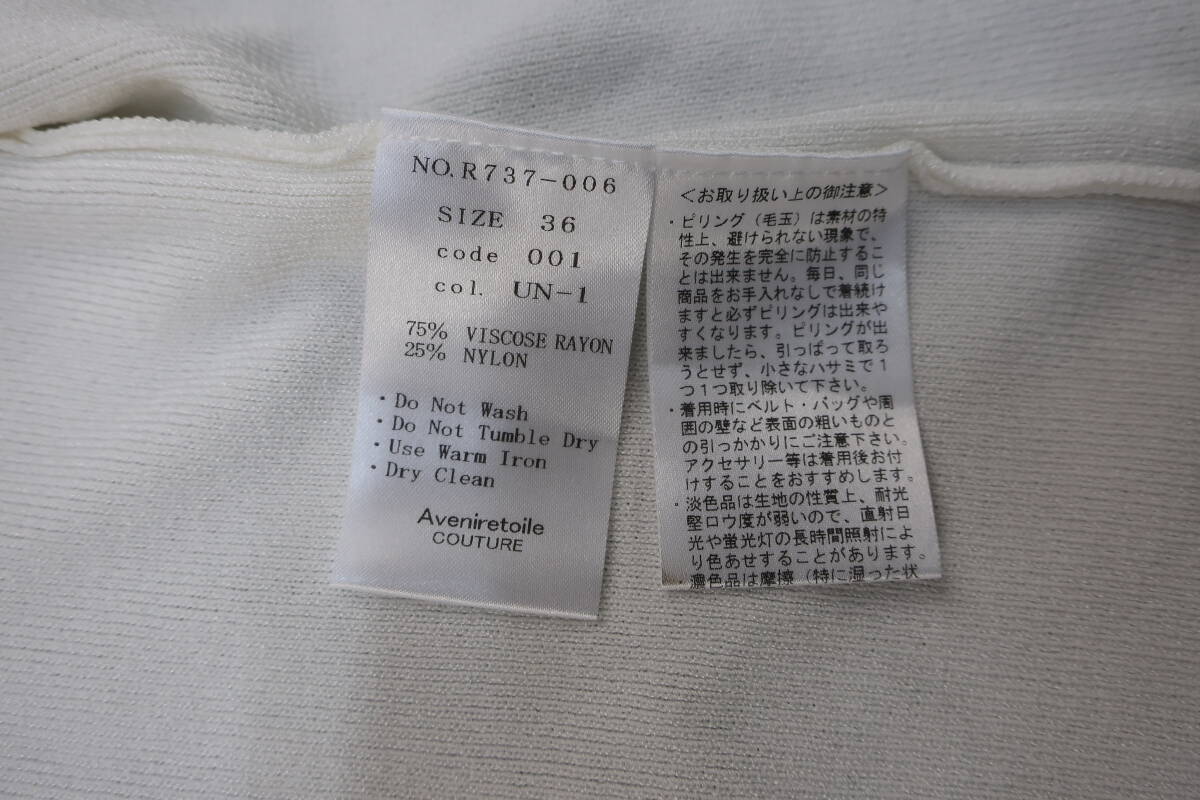 NO.R737-006
SIZE 36
code 001
col. UN-1
75% VISCOSE RAYON
25% NYLON
・Do Not Wash
・Do Not Tumble Dry
・Use Warm Iron
・Dry Clean
Aveniretoile
COUTURE
＜お取り扱い上の御注意＞
・ピリング（毛玉）は素材の特
性上、避けられない現象で、
その発生を完全に防止するこ
とは出来ません。毎日、同じ
商品をお手入れなしで着続け
ますと必ずピリングは出来や
すくなります。ピリングが出
来ましたら、引っぱって取ろ
うとせず、小さなハサミで1
つ1つ取り除いて下さい。
・着用時にベルト・バッグや周
囲の壁など表面の粗いものと
の引っかかりにご注意下さい。
アクセサリー等は着用後お付
けすることをおすすめします。
・淡色品は生地の性質上、耐光
堅ロウ度が弱いので、直射日
光や蛍光灯の長時間照射によ
り色あせすることがあります。
・濃色品は摩擦（特に湿った状